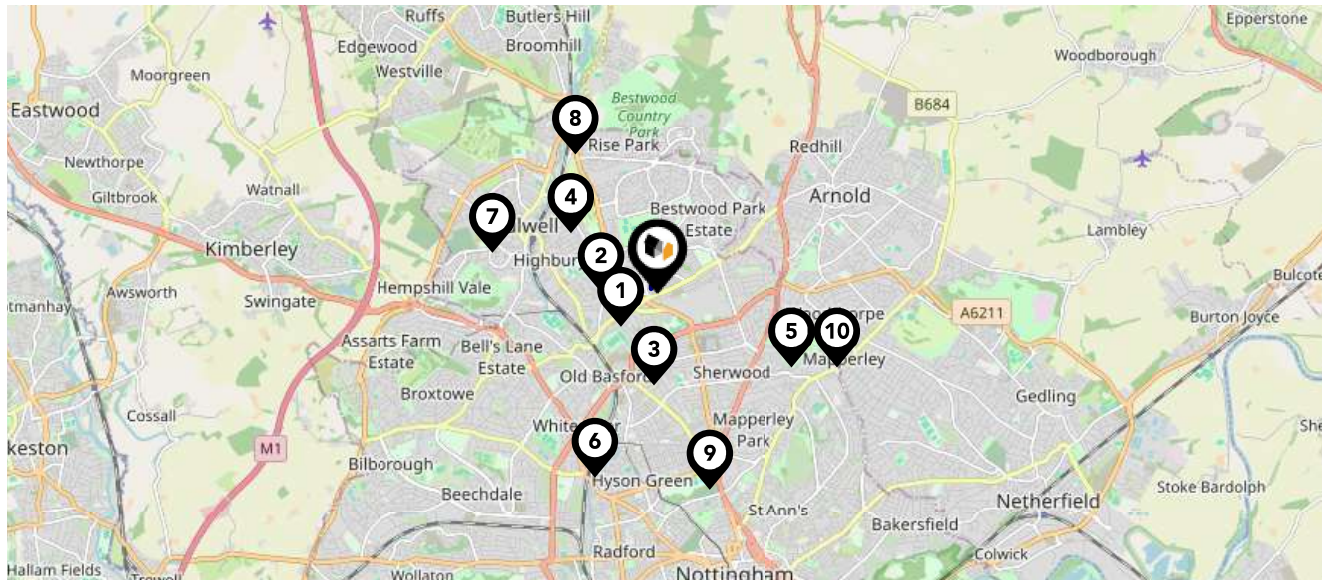 Ruffs
Butlers Hill
Epperstone
Edgewood
Broomhill
Woodborough
Moorgreen
Westville
Eastwood
Bestwood
Country
Park
B684
8
Rise Park
Redhill
Newthorpe
Giltbrook
Watnall
4
Arnold
7
Bestwood Park
Estate
Lambley
Kimberley
2
Bulcote
Hempshill Vale
Awsworth
Swingate
1
A6211
Burton Joyce
Assarts Farm
Estate
Bell's Lane
Estate
3
5
10
Mapperley
Old Basford
Sherwood
Broxtowe
Gedling
Cossall
Mapperley
Park
M1
6
9
Bilborough
Hyson Green
Beechdale
St Ann's
Netherfield
Stoke Bardolph
Bakersfield
Radford
Colwick
Hallam Fields
Trowell
Wollaton
Nottingham